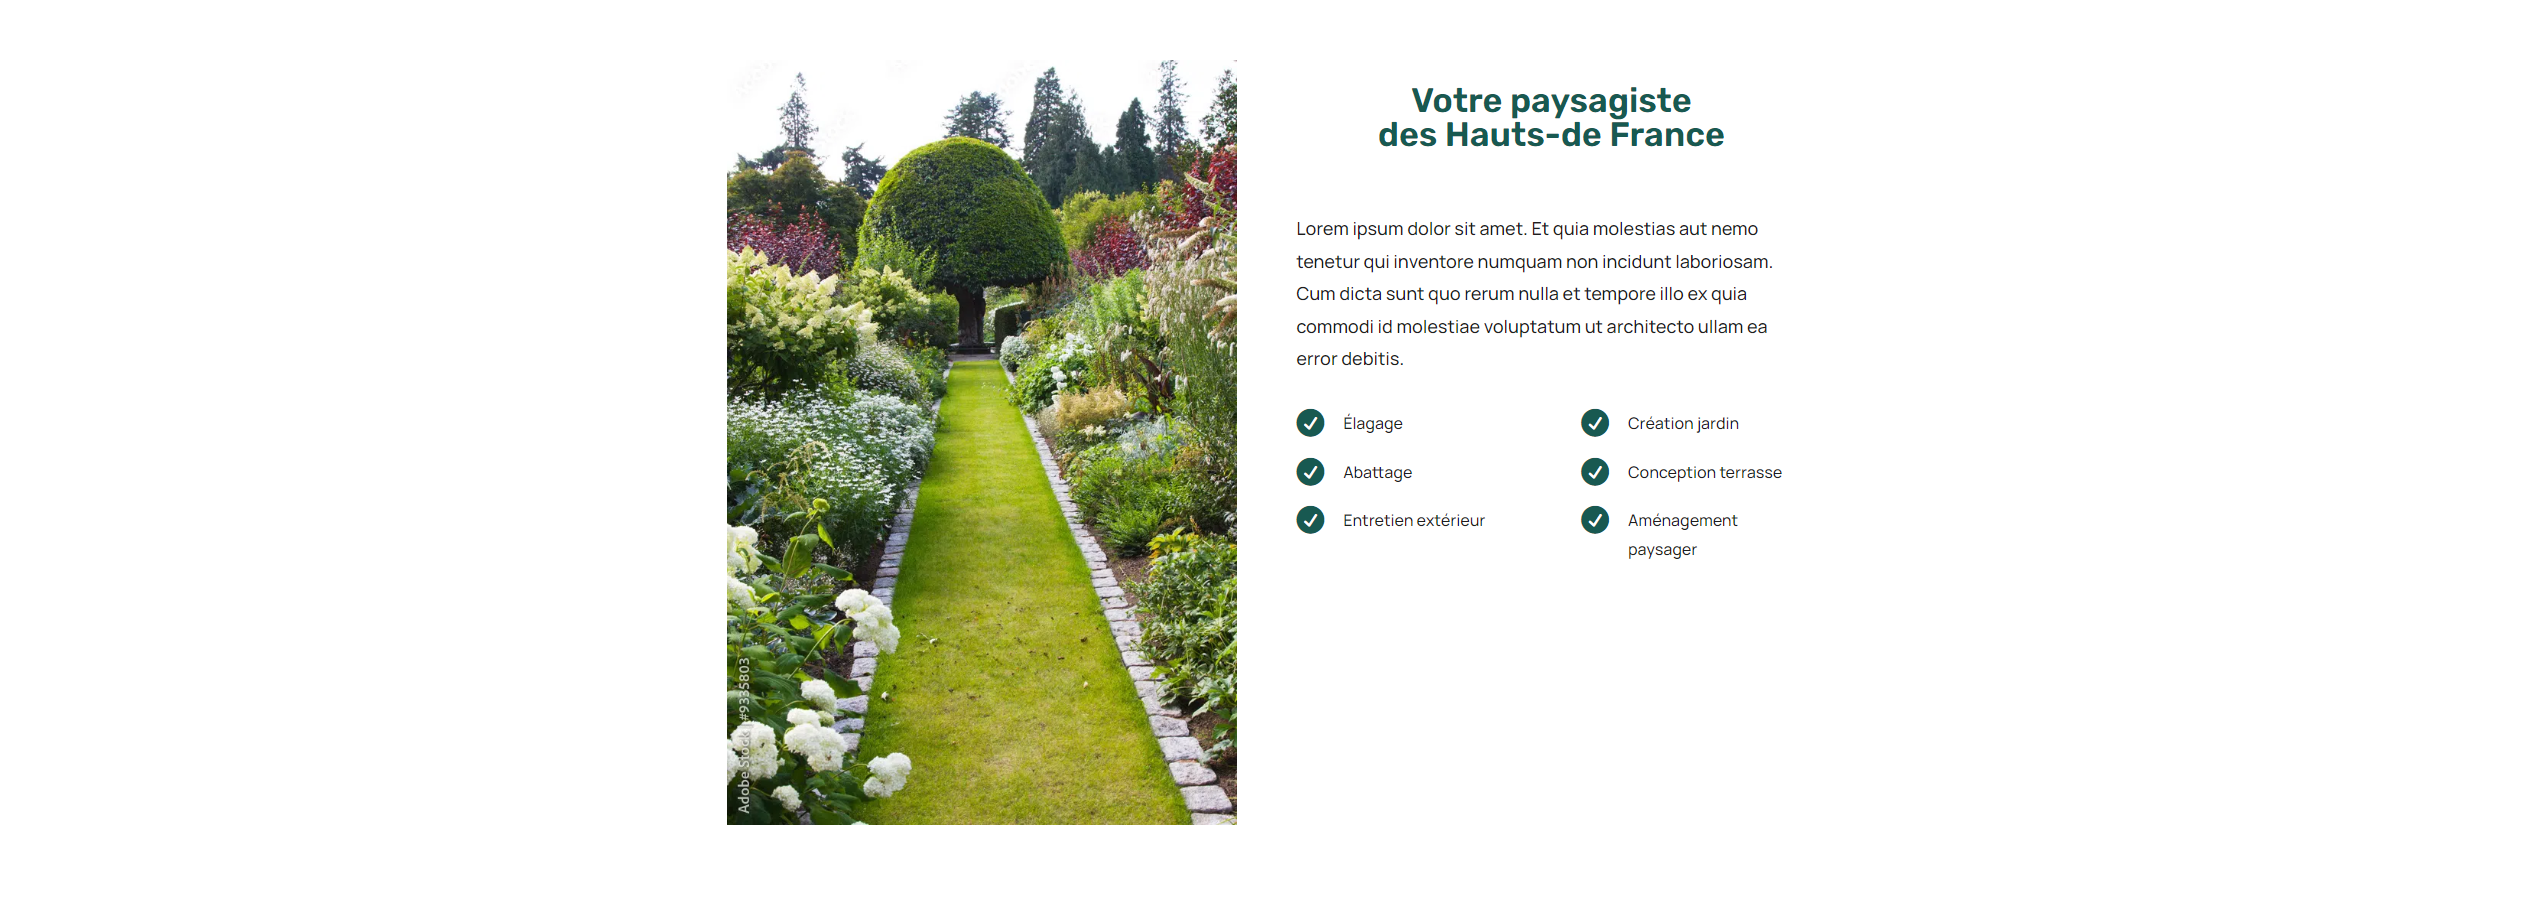 Votre paysagiste
des Hauts-de France
Lorem ipsum dolor sit amet. Et quia molestias aut nemo
tenetur qui inventore numquam non incidunt laboriosam.
Cum dicta sunt quo rerum nulla et tempore illo ex quia
commodi id molestiae voluptatum ut architecto ullam ea
error debitis.
Élagage
Abattage
Entretien extérieur
Création jardin
Conception terrasse
Aménagement
paysager
Adobe Stock | #9335803